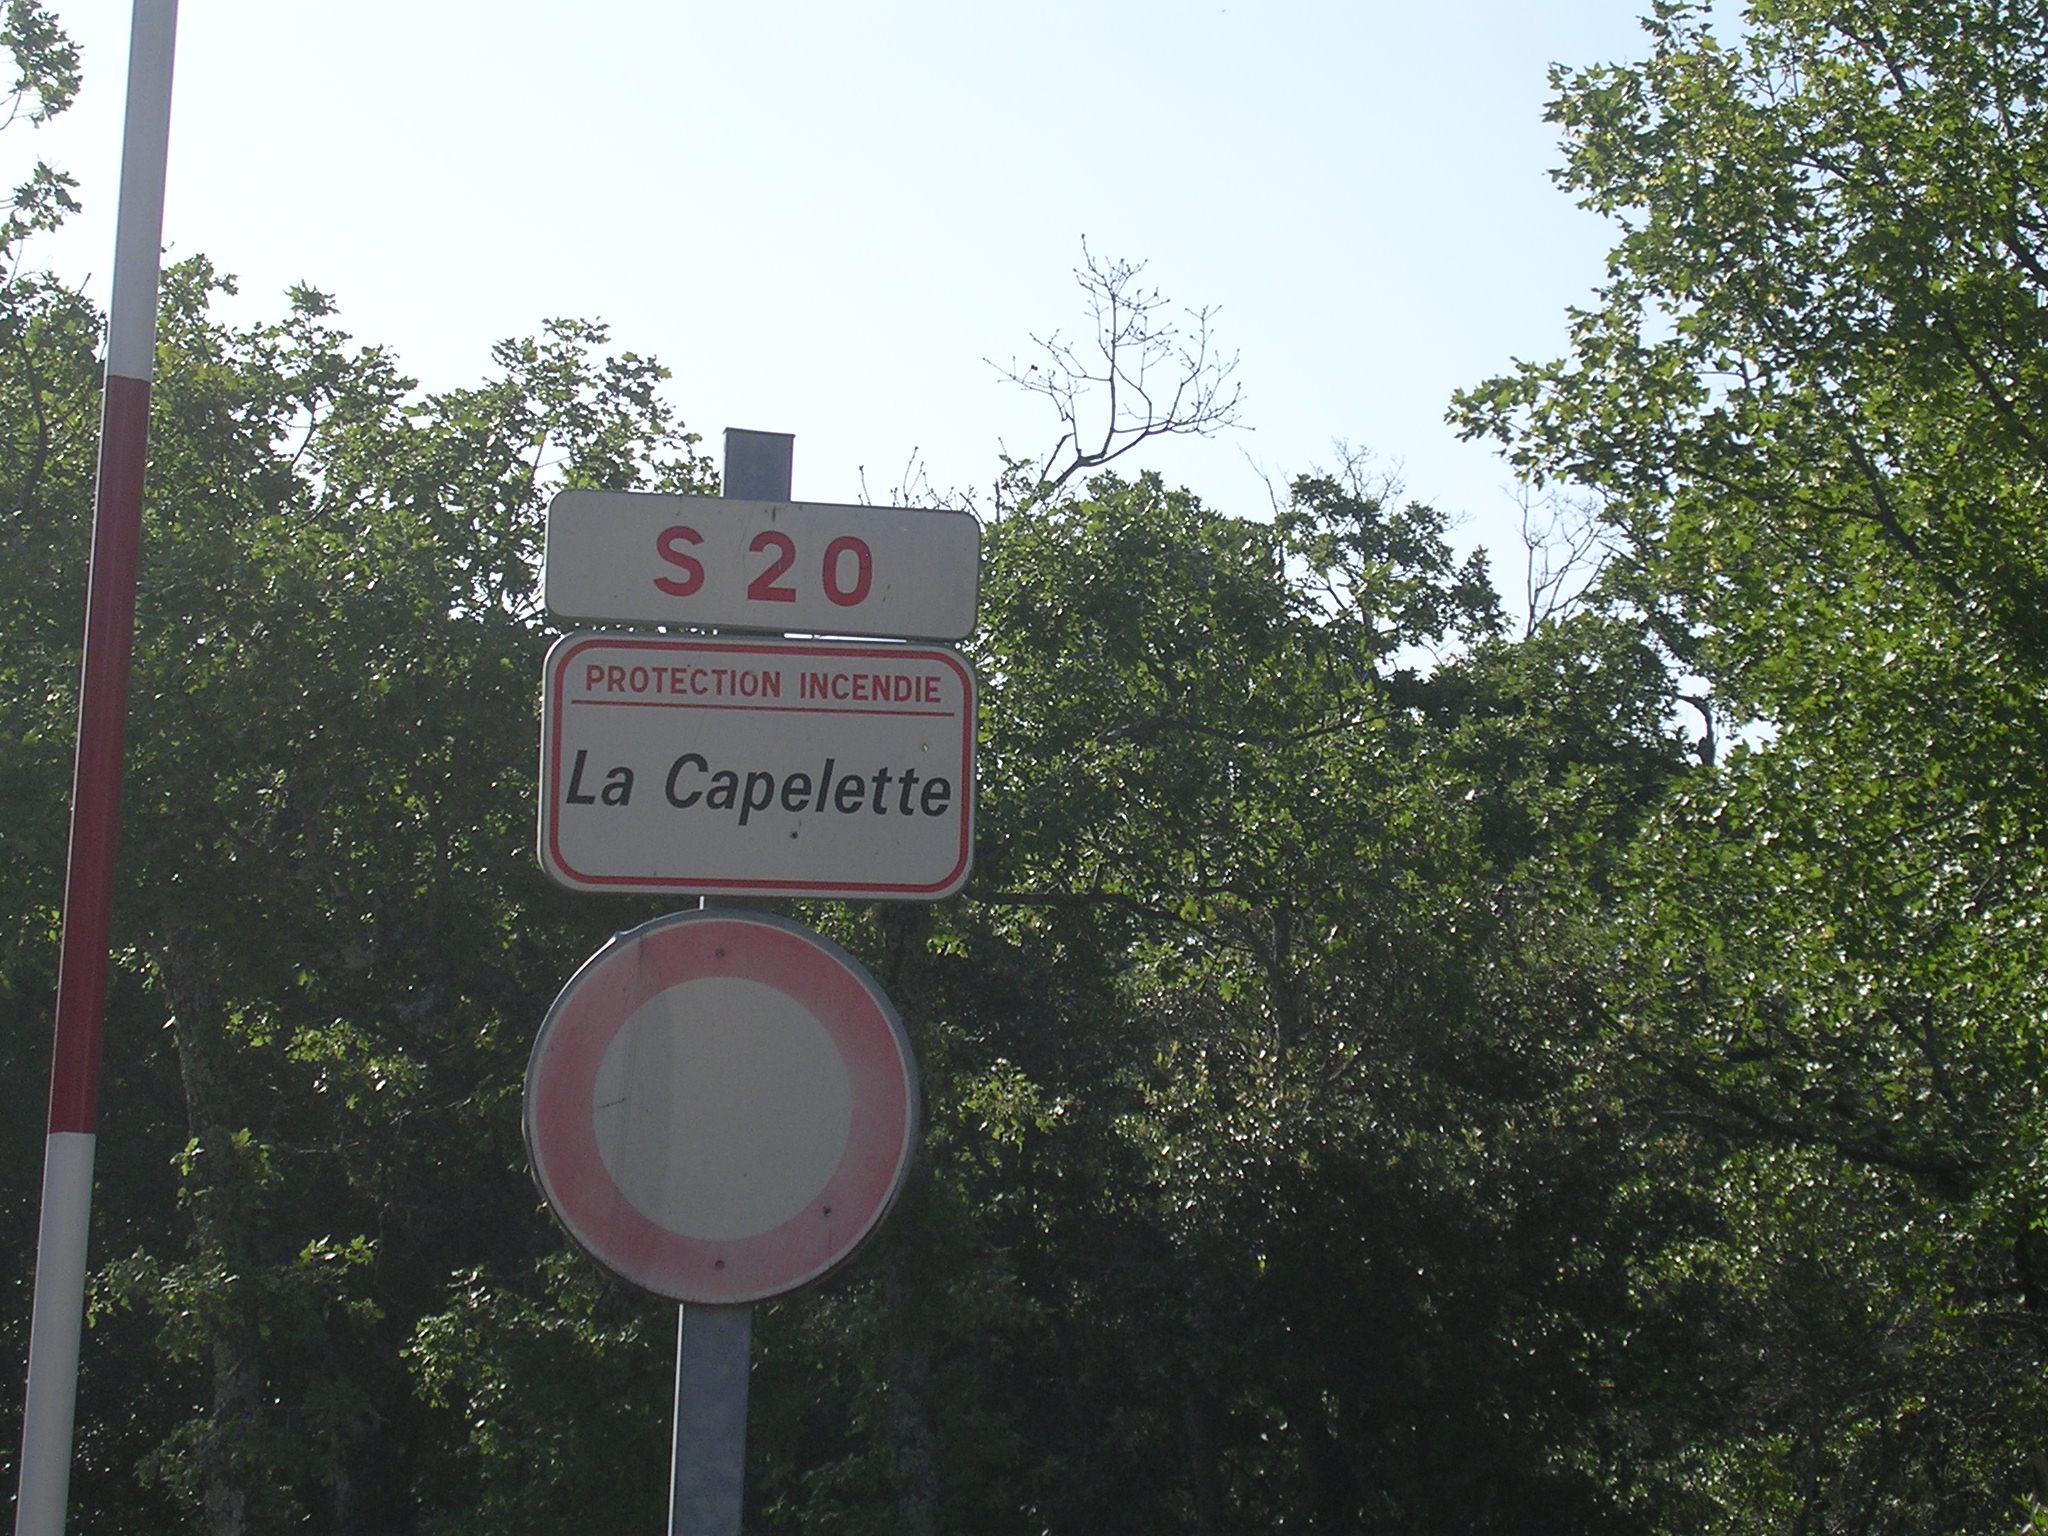 S 20
PROTECTION INCENDIE
La Capelette